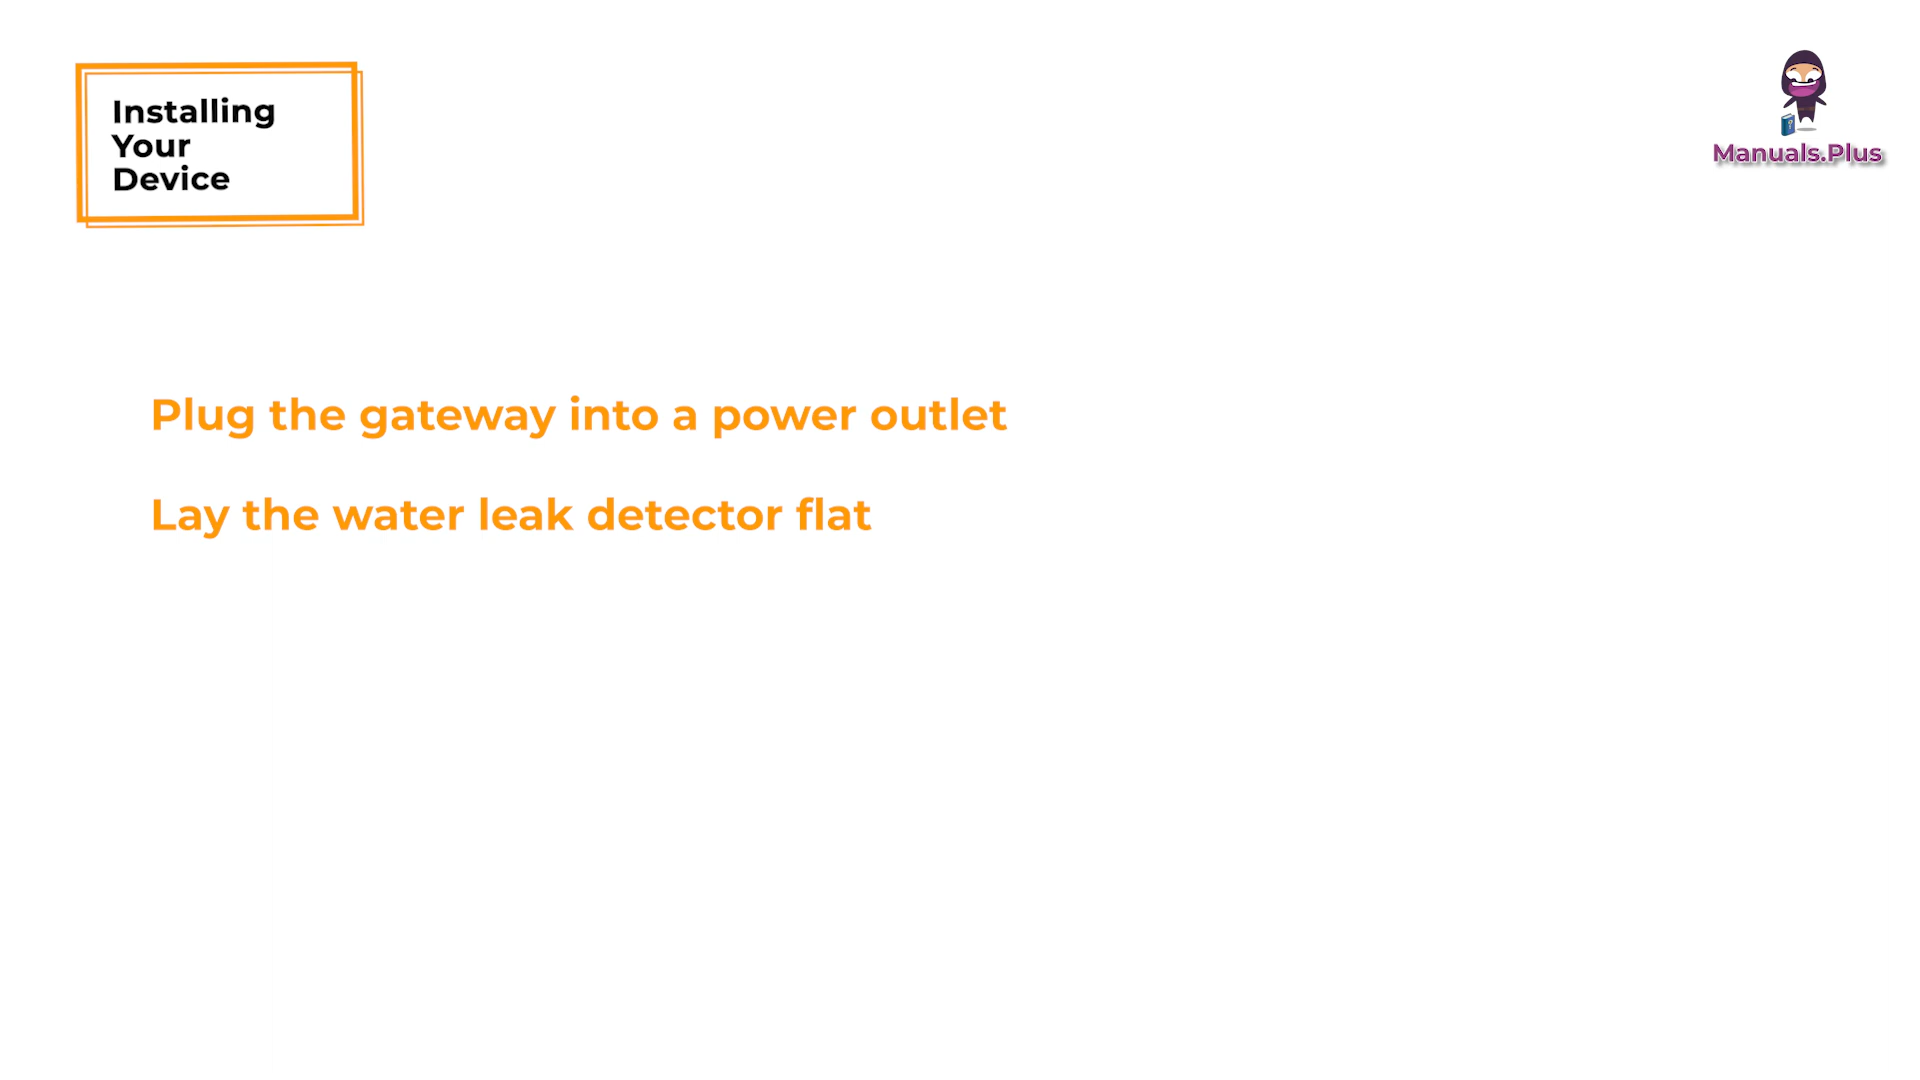 Installing
Your
Device
Manuals.Plus
Plug the gateway into a power outlet
Lay the water leak detector flat